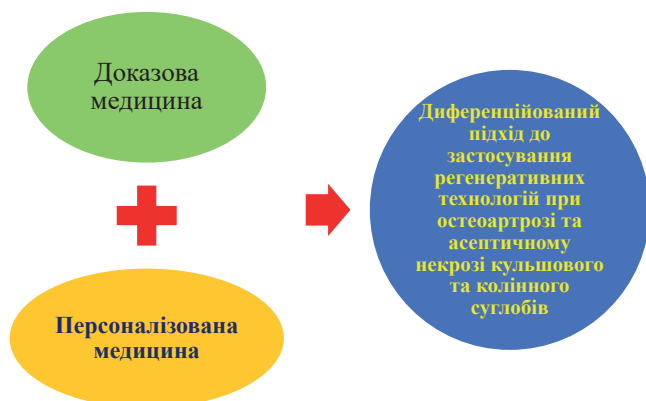 Доказова
медицина
Персоналізована
медицина
Диференційований
підхід до
застосування
регенеративних
технологій при
остеоартрозі та
асептичному
некрозі кульшового
та колінного
суглобів